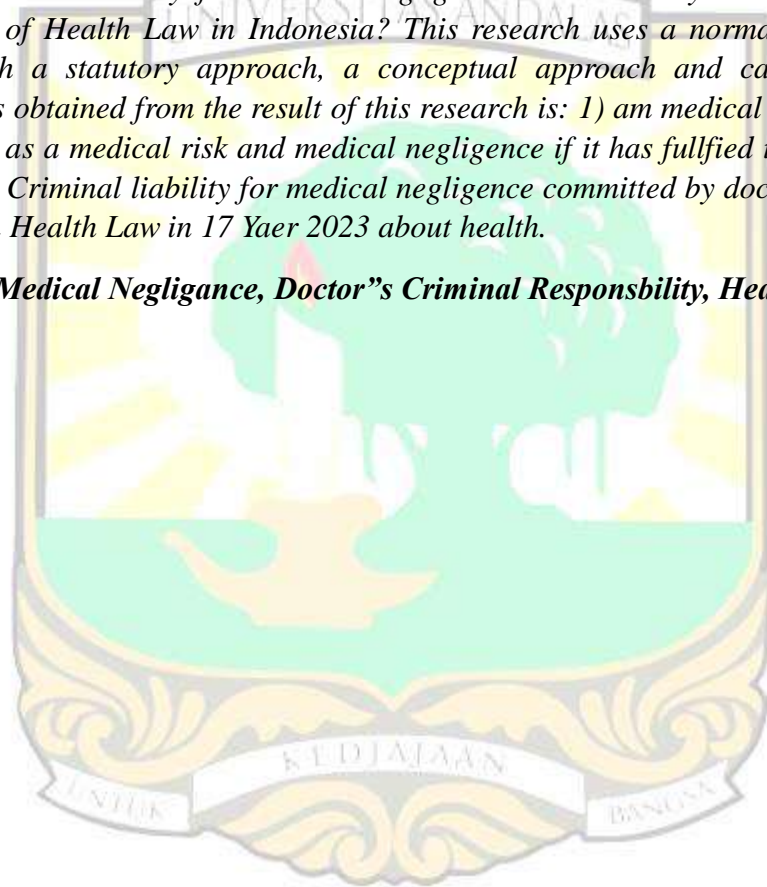 of Health Law in Indonesia? This research uses a norma
h a statutory approach, a conceptual approach and ca
s obtained from the result of this research is: 1) am medical
as a medical risk and medical negligence if it has fullfied i
Criminal liability for medical negligence committed by doc
Health Law in 17 Yaer 2023 about health.
Medical Negligance, Doctor"s Criminal Responsbility, Hea
KEDJAJAAN
UNTUK
BANGSA